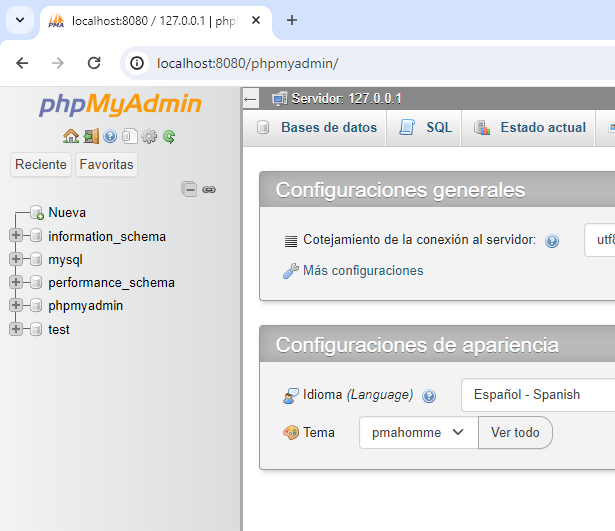 localhost:8080 / 127.0.0.1 | php
localhost:8080/phpmyadmin/
phpMyAdmin
Reciente Favoritas
Nueva
information_schema
mysql
performance_schema
phpmyadmin
test
Servidor: 127.0.0.1
Bases de datos SQL Estado actual
Configuraciones generales
Cotejamiento de la conexión al servidor: utf8
Más configuraciones
Configuraciones de apariencia
Idioma (Language) Español - Spanish
Tema pmahomme Ver todo